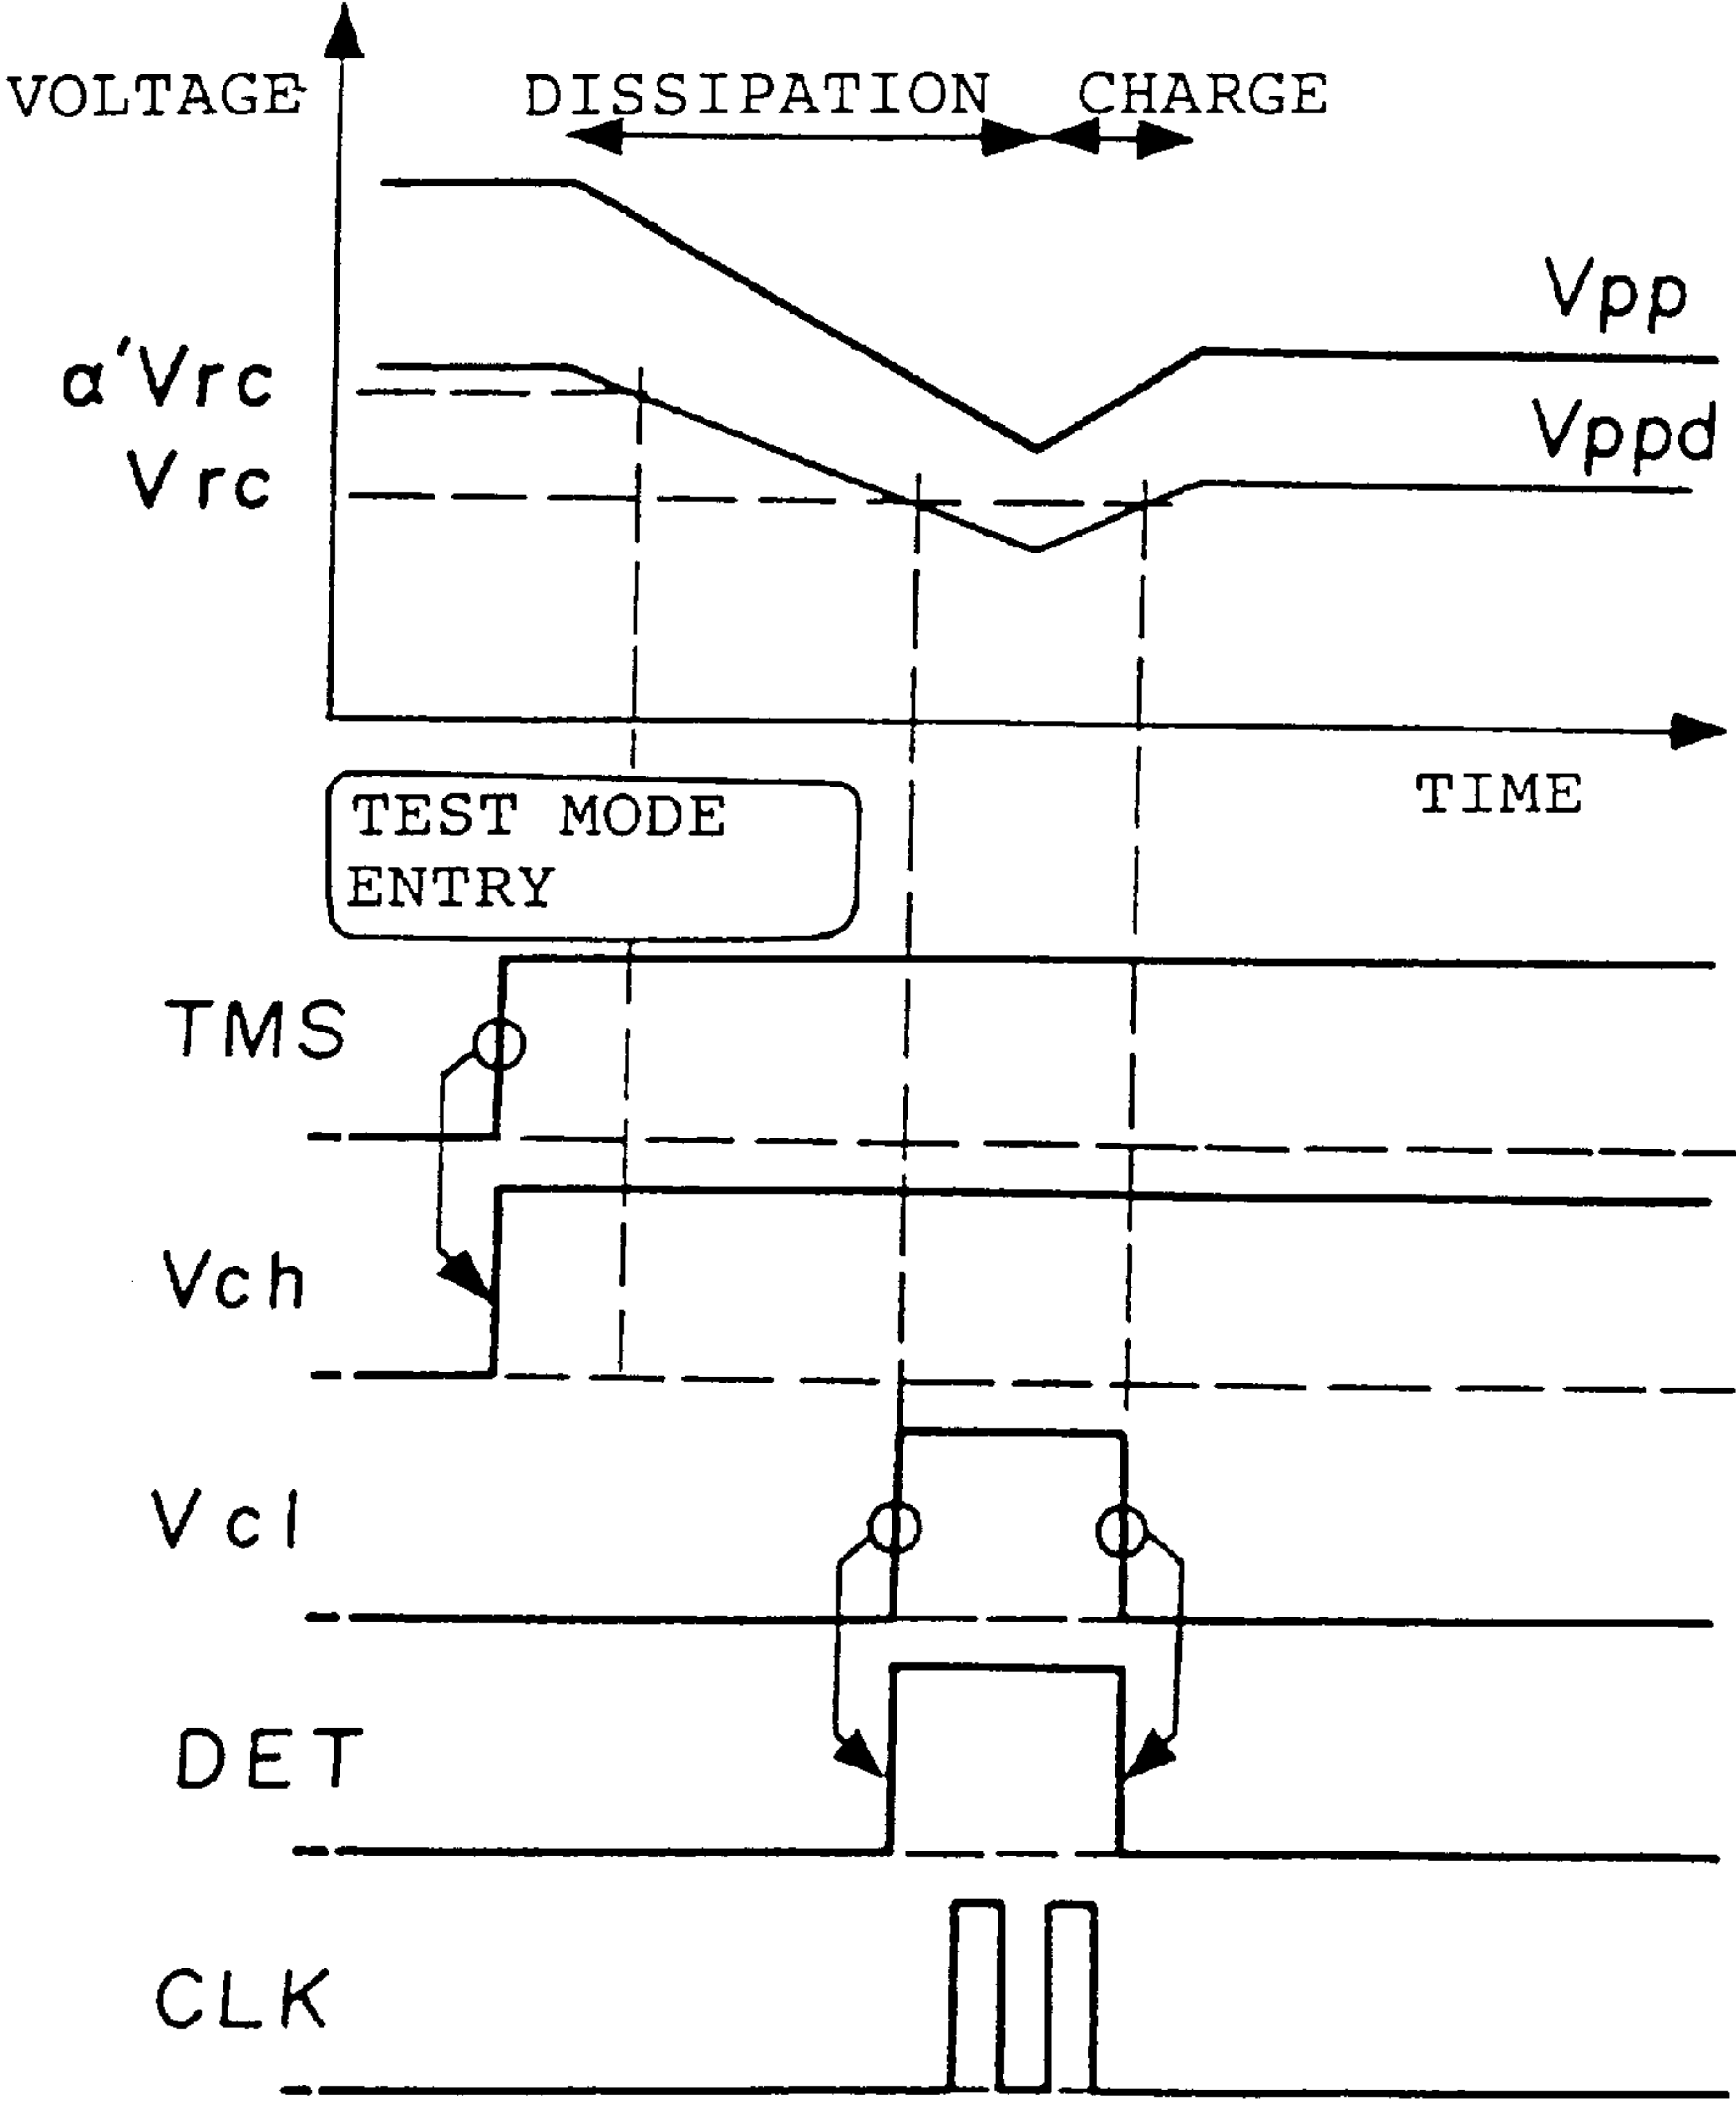 VOLTAGE
DISSIPATION CHARGE
Vpp
α'Vrc
Vppd
Vrc
TIME
TEST MODE
ENTRY
TMS
Vch
Vcl
DET
CLK